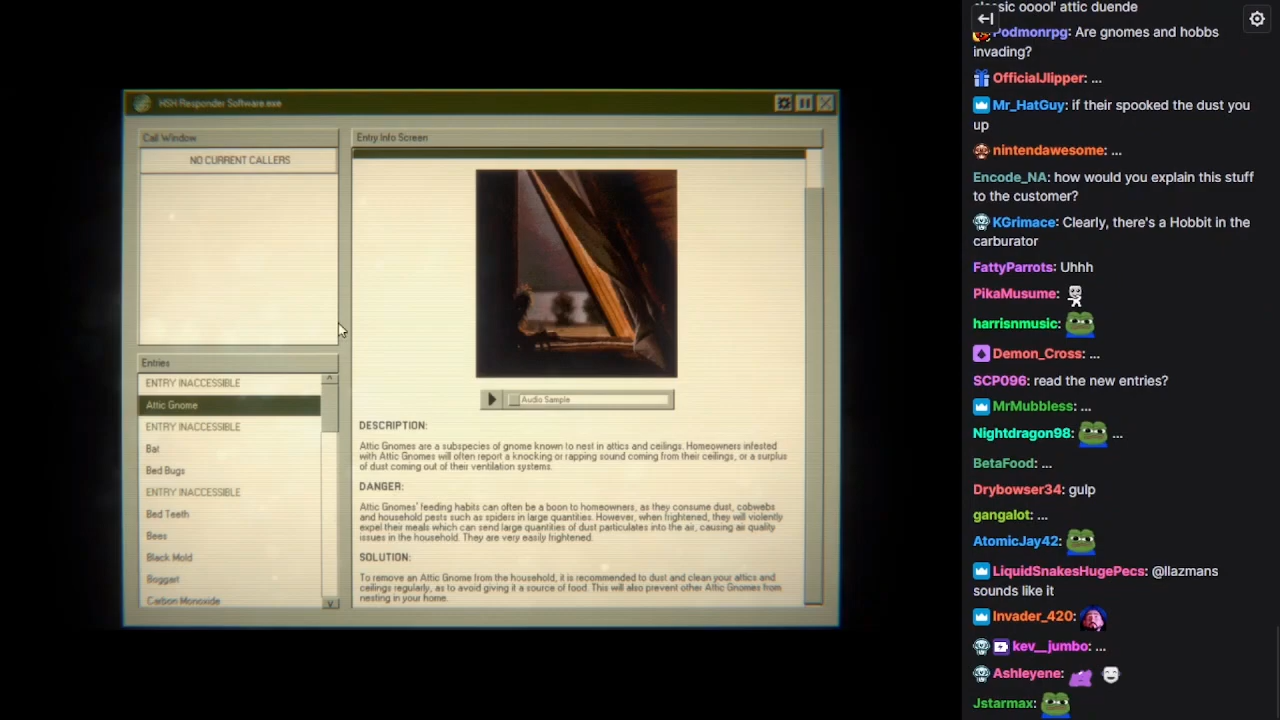 HSH Responder Software.exe
Call Window
NO CURRENT CALLERS
Entries
ENTRY INACCESSIBLE
Attic Gnome
ENTRY INACCESSIBLE
Bat
Bed Bugs
ENTRY INACCESSIBLE
Bed Teeth
Bees
Black Mold
Boggart
Carbon Monoxide
Entry Info Screen
Audio Sample
DESCRIPTION:
Attic Gnomes are a subspecies of gnome known to nest in attics and ceilings. Homeowners infested
with Attic Gnomes will often report a knocking or rapping sound coming from their ceilings, or a surplus
of dust coming out of their ventilation systems.
DANGER:
Attic Gnomes' feeding habits can often be a boon to homeowners, as they consume dust, cobwebs
and household pests such as spiders in large quantities. However, when frightened, they will violently
expel their meals which can send large quantities of dust particulates into the air, causing air quality
issues in the household. They are very easily frightened.
SOLUTION:
To remove an Attic Gnome from the household, it is recommended to dust and clean your attics and
ceilings regularly, as to avoid giving it a source of food. This will also prevent other Attic Gnomes from
nesting in your home.
classic ooool' attic duende
Podmonrpg: Are gnomes and hobbs
invading?
OfficialJlipper: ...
Mr_HatGuy: if their spooked the dust you
up
nintendawesome: ...
Encode_NA: how would you explain this stuff
to the customer?
KGrimace: Clearly, there's a Hobbit in the
carburator
FattyParrots: Uhhh
PikaMusume:
harrisnmusic:
Demon_Cross: ...
SCP096: read the new entries?
MrMubbless: ...
Nightdragon98: ...
BetaFood: ...
Drybowser34: gulp
gangalot: ...
AtomicJay42:
LiquidSnakesHugePecs: @llazmans
sounds like it
Invader_420:
kev__jumbo: ...
Ashleyene:
Jstarmax: